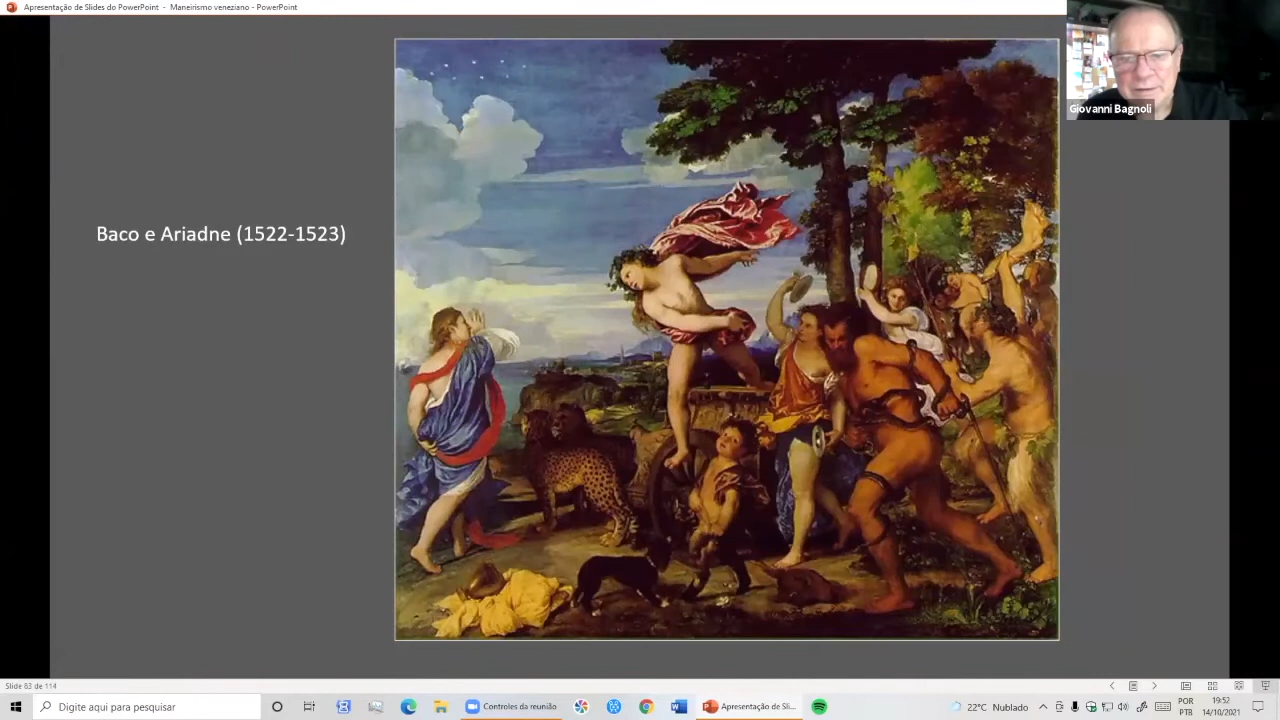 Apresentação de Slides do PowerPoint - Maneirismo veneziano - PowerPoint
Giovanni Bagnoli
Baco e Ariadne (1522-1523)
Slide 63 de 114
Digite aqui para pesquisar
Controles da reunião
Apresentação de Sli...
22°C Nublado
POR
PTB
19:52
14/10/2021